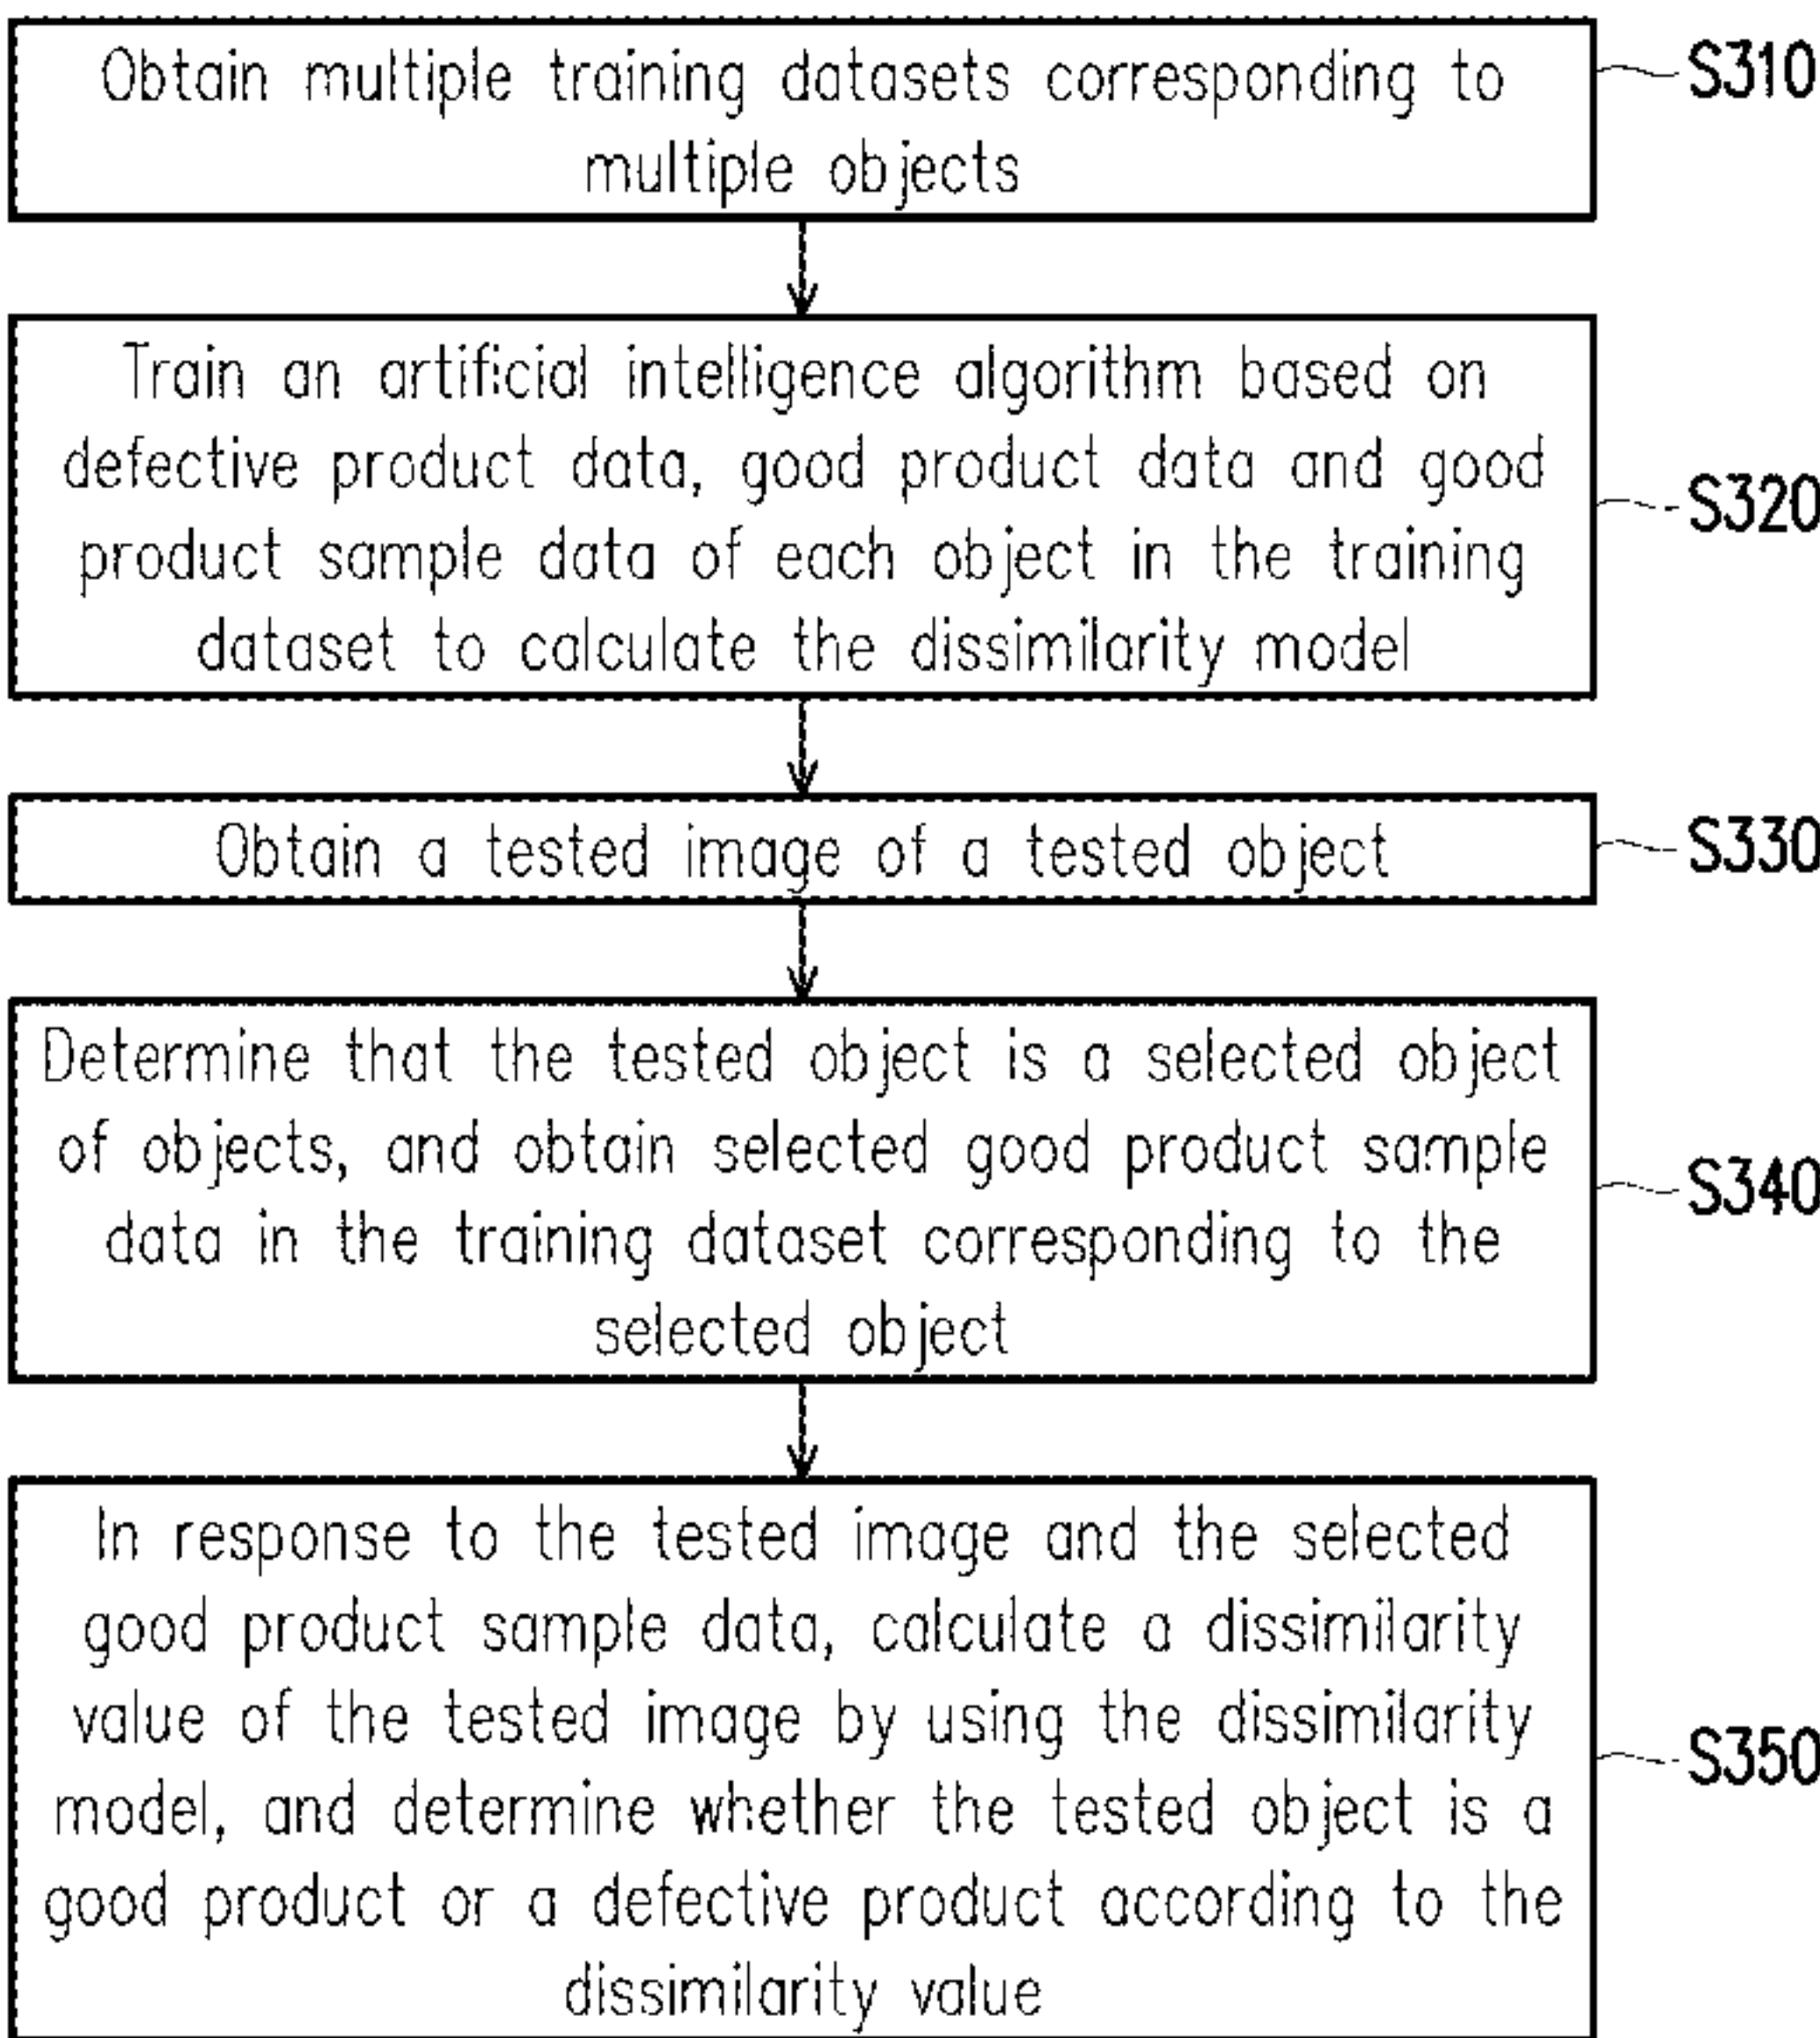 Obtain multiple training datasets corresponding to
multiple objects
S310
Train an artificial intelligence algorithm based on
defective product data, good product data and good
product sample data of each object in the training
dataset to calculate the dissimilarity model
S320
Obtain a tested image of a tested object
S330
Determine that the tested object is a selected object
of objects, and obtain selected good product sample
data in the training dataset corresponding to the
selected object
S340
In response to the tested image and the selected
good product sample data, calculate a dissimilarity
value of the tested image by using the dissimilarity
model, and determine whether the tested object is a
good product or a defective product according to the
dissimilarity value
S350